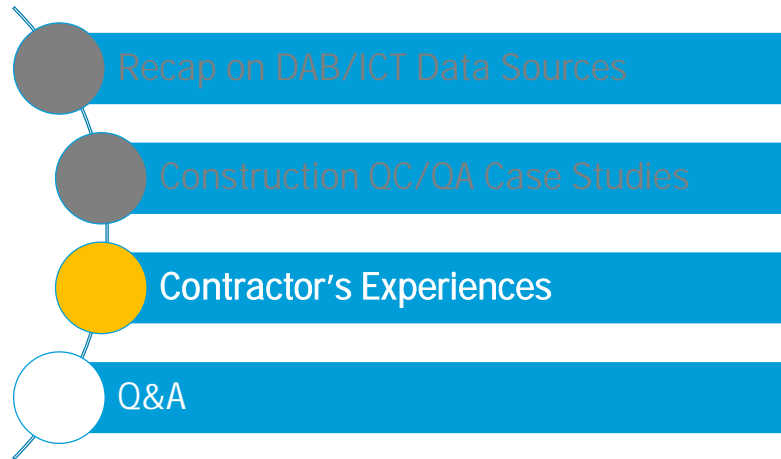 Recap on DAB/ICT Data Sources
Construction QC/QA Case Studies
Contractor's Experiences
Q&A